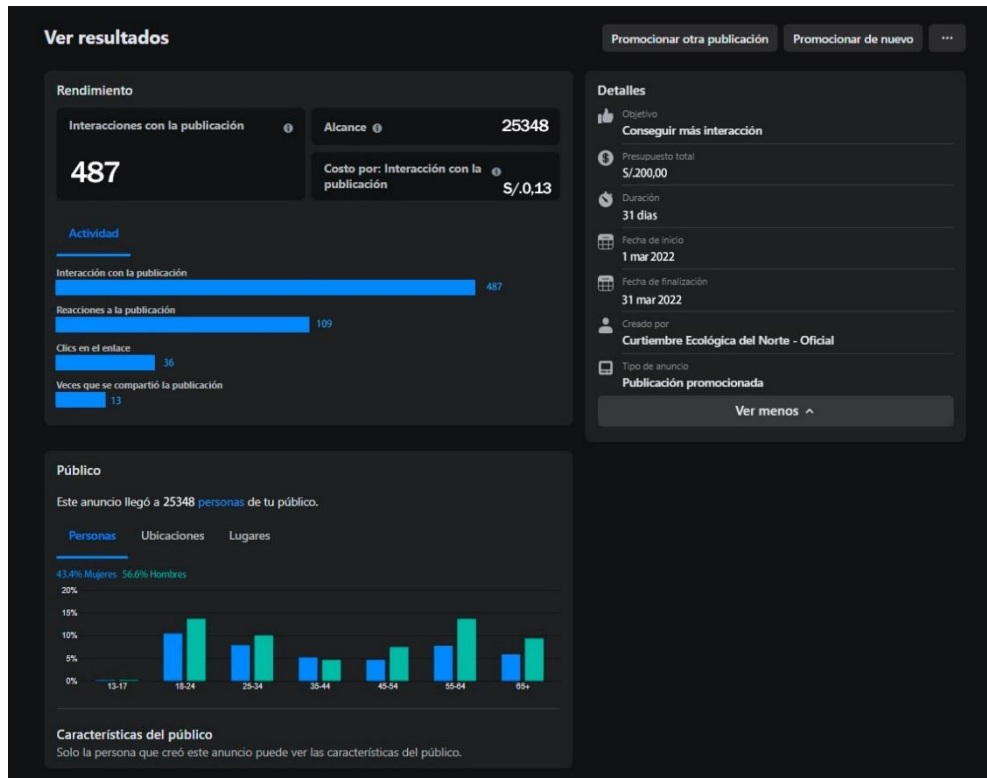 Ver resultados
Promocionar otra publicación
Promocionar de nuevo
...
Rendimiento
Interacciones con la publicación
487
Alcance
25348
Costo por: Interacción con la
publicación
S/.0,13
Actividad
Interacción con la publicación
487
Reacciones a la publicación
109
Clics en el enlace
36
Veces que se compartió la publicación
13
Detalles
Objetivo
Conseguir más interacción
Presupuesto total
S/.200,00
Duración
31 dias
Fecha de inicio
1 mar 2022
Fecha de finalización
31 mar 2022
Creado por
Curtiembre Ecológica del Norte - Oficial
Tipo de anuncio
Publicación promocionada
Ver menos
Público
Este anuncio llegó a 25348 personas de tu público.
Personas Ubicaciones Lugares
43.4% Mujeres 56.6% Hombres
20%
15%
10%
5%
0%
13-17 18-24 25-34 35-44 45-54 55-64 65+
Características del público
Solo la persona que creó este anuncio puede ver las características del público.